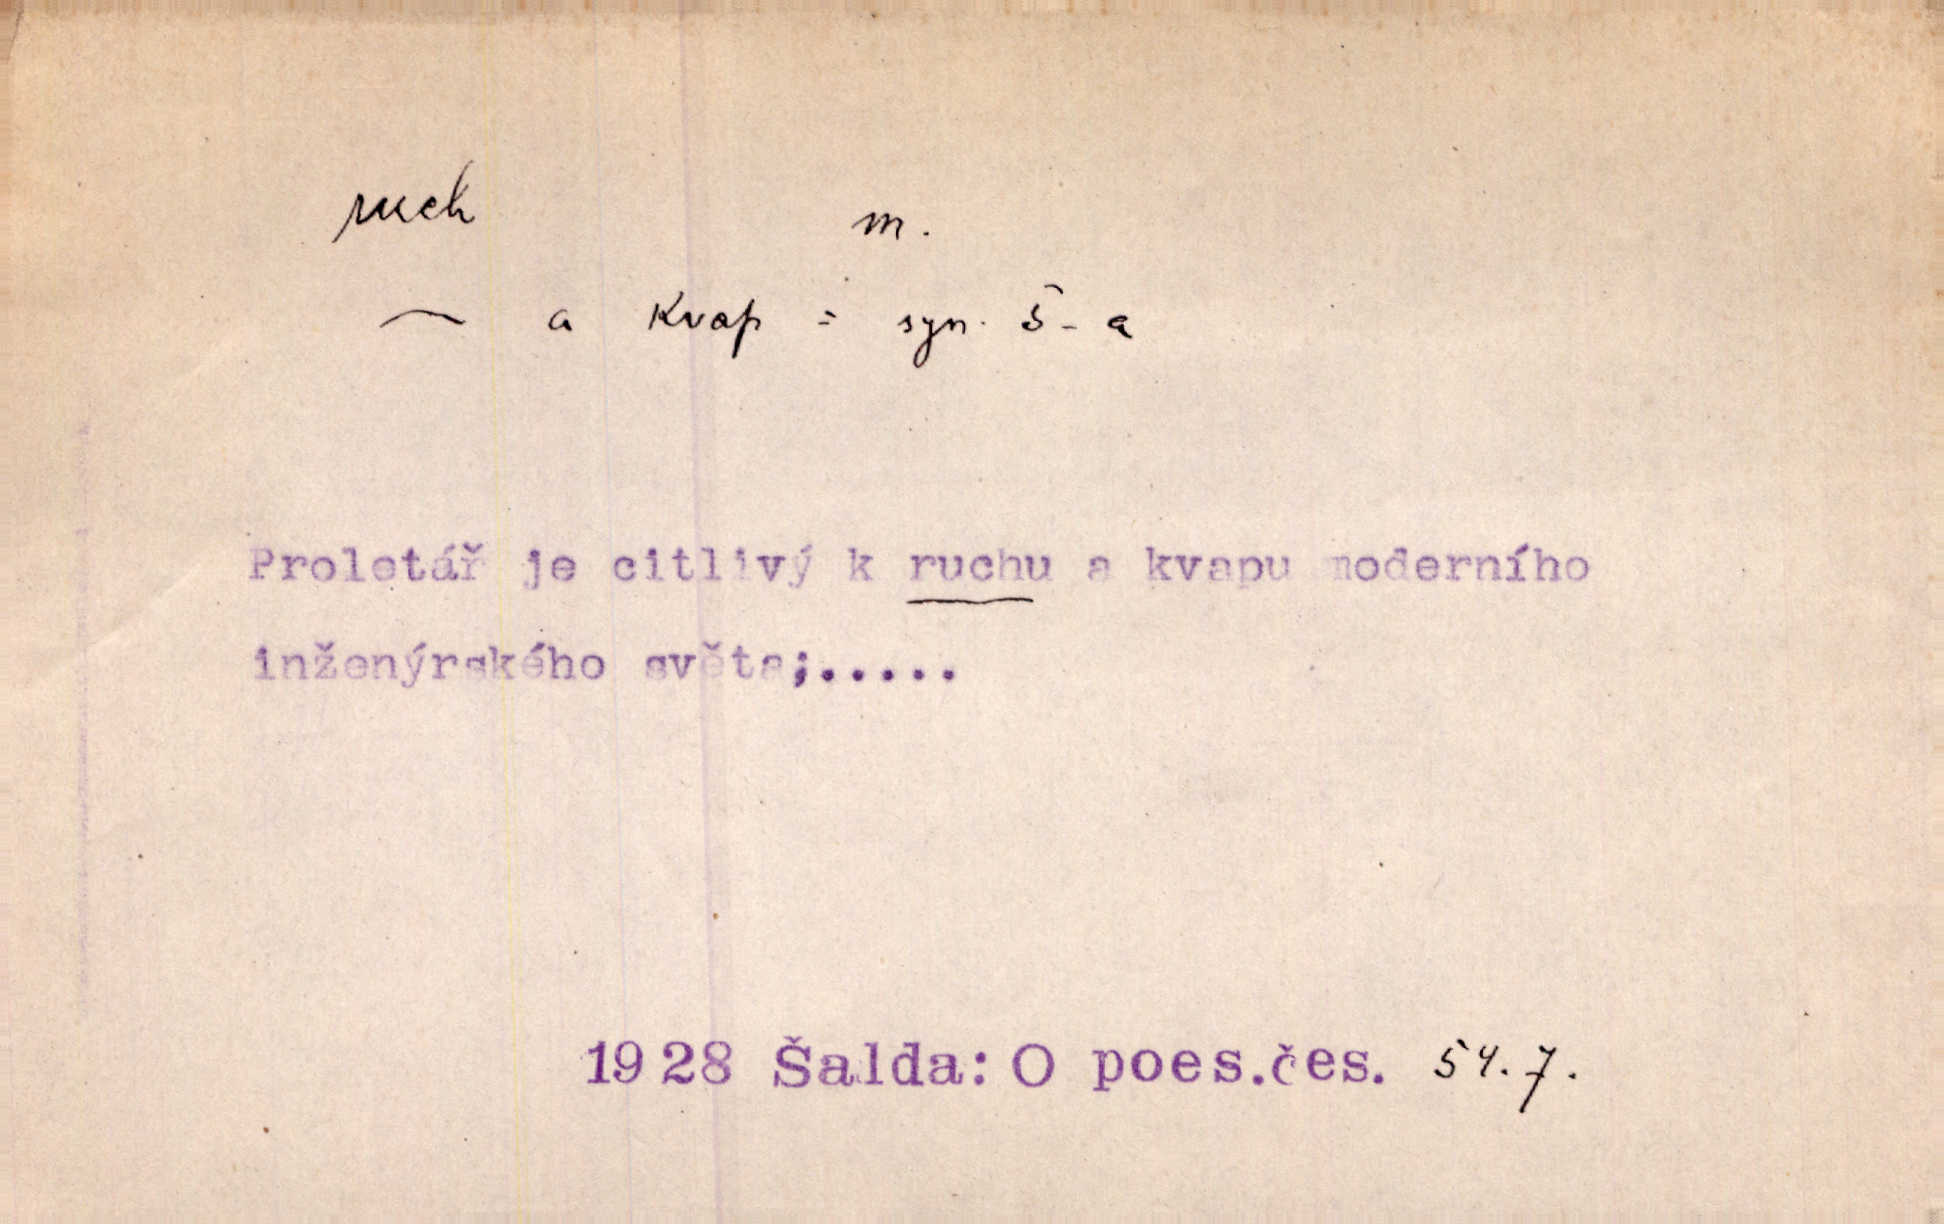 ruch m.
~ a kvap = syn. S - a
Proletář je citlivý k ruchu a kvapu moderního
inženýrského světa;.....
1928 Šalda: O poes.čes. 54.7.